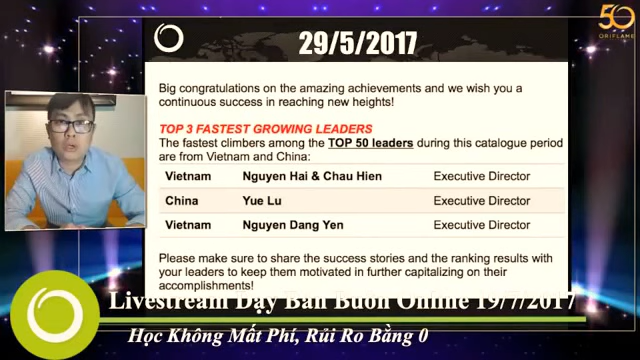 50
ORIFLAME
29/5/2017
Big congratulations on the amazing achievements and we wish you a
continuous success in reaching new heights!
TOP 3 FASTEST GROWING LEADERS
The fastest climbers among the TOP 50 leaders during this catalogue period
are from Vietnam and China:
Vietnam Nguyen Hai & Chau Hien Executive Director
China Yue Lu Executive Director
Vietnam Nguyen Dang Yen Executive Director
Please make sure to share the success stories and the ranking results with
your leaders to keep them motivated in further capitalizing on their
accomplishments!
Livestream Dạy Bán Buôn Online 19/7/2017
Học Không Mất Phí, Rủi Ro Bằng 0